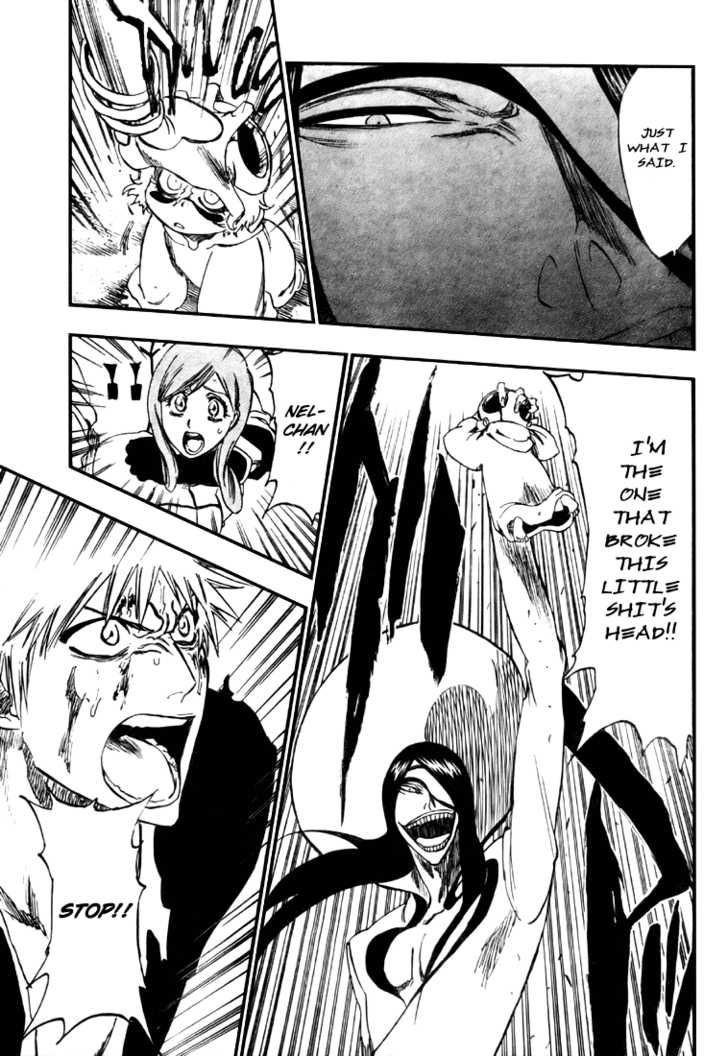 JUST
WHAT I
SAID.
NEL-
CHAN
!!
!!
I'M
THE
ONE
THAT
BROKE
THIS
LITTLE
SHIT'S
HEAD!!
STOP!!